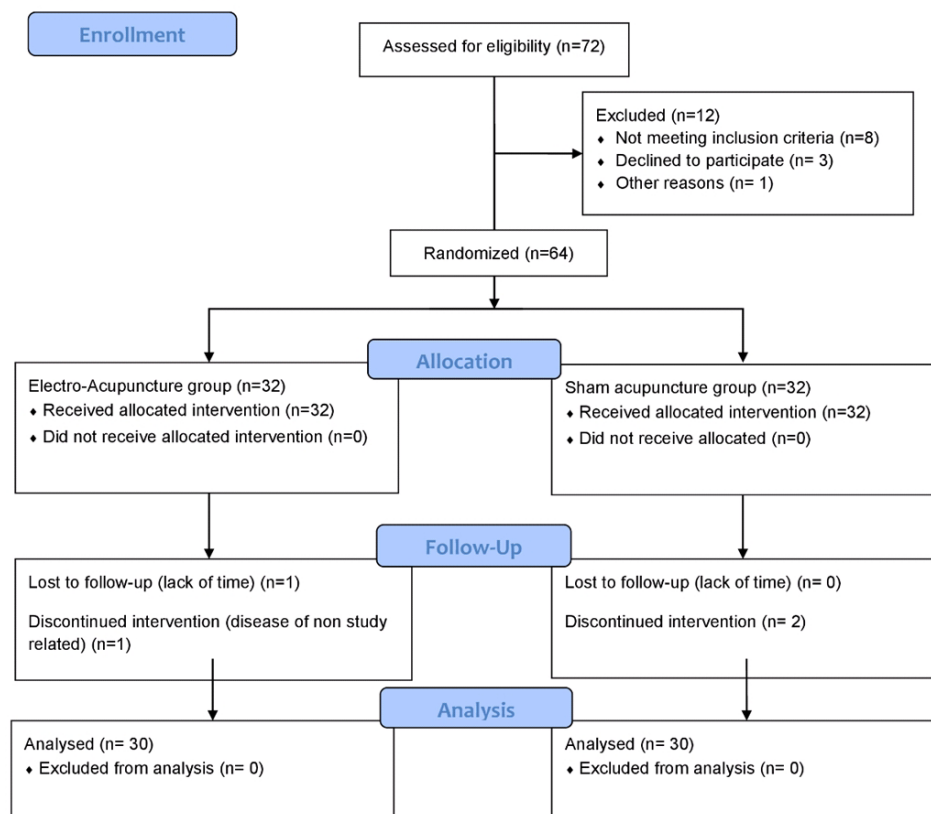 Enrollment
Assessed for eligibility (n=72)
Excluded (n=12)
♦ Not meeting inclusion criteria (n=8)
♦ Declined to participate (n= 3)
♦ Other reasons (n= 1)
Randomized (n=64)
Allocation
Electro-Acupuncture group (n=32)
♦ Received allocated intervention (n=32)
♦ Did not receive allocated intervention (n=0)
Sham acupuncture group (n=32)
♦ Received allocated intervention (n=32)
♦ Did not receive allocated (n=0)
Follow-Up
Lost to follow-up (lack of time) (n=1)
Discontinued intervention (disease of non study
related) (n=1)
Lost to follow-up (lack of time) (n= 0)
Discontinued intervention (n= 2)
Analysis
Analysed (n= 30)
♦ Excluded from analysis (n= 0)
Analysed (n= 30)
♦ Excluded from analysis (n= 0)